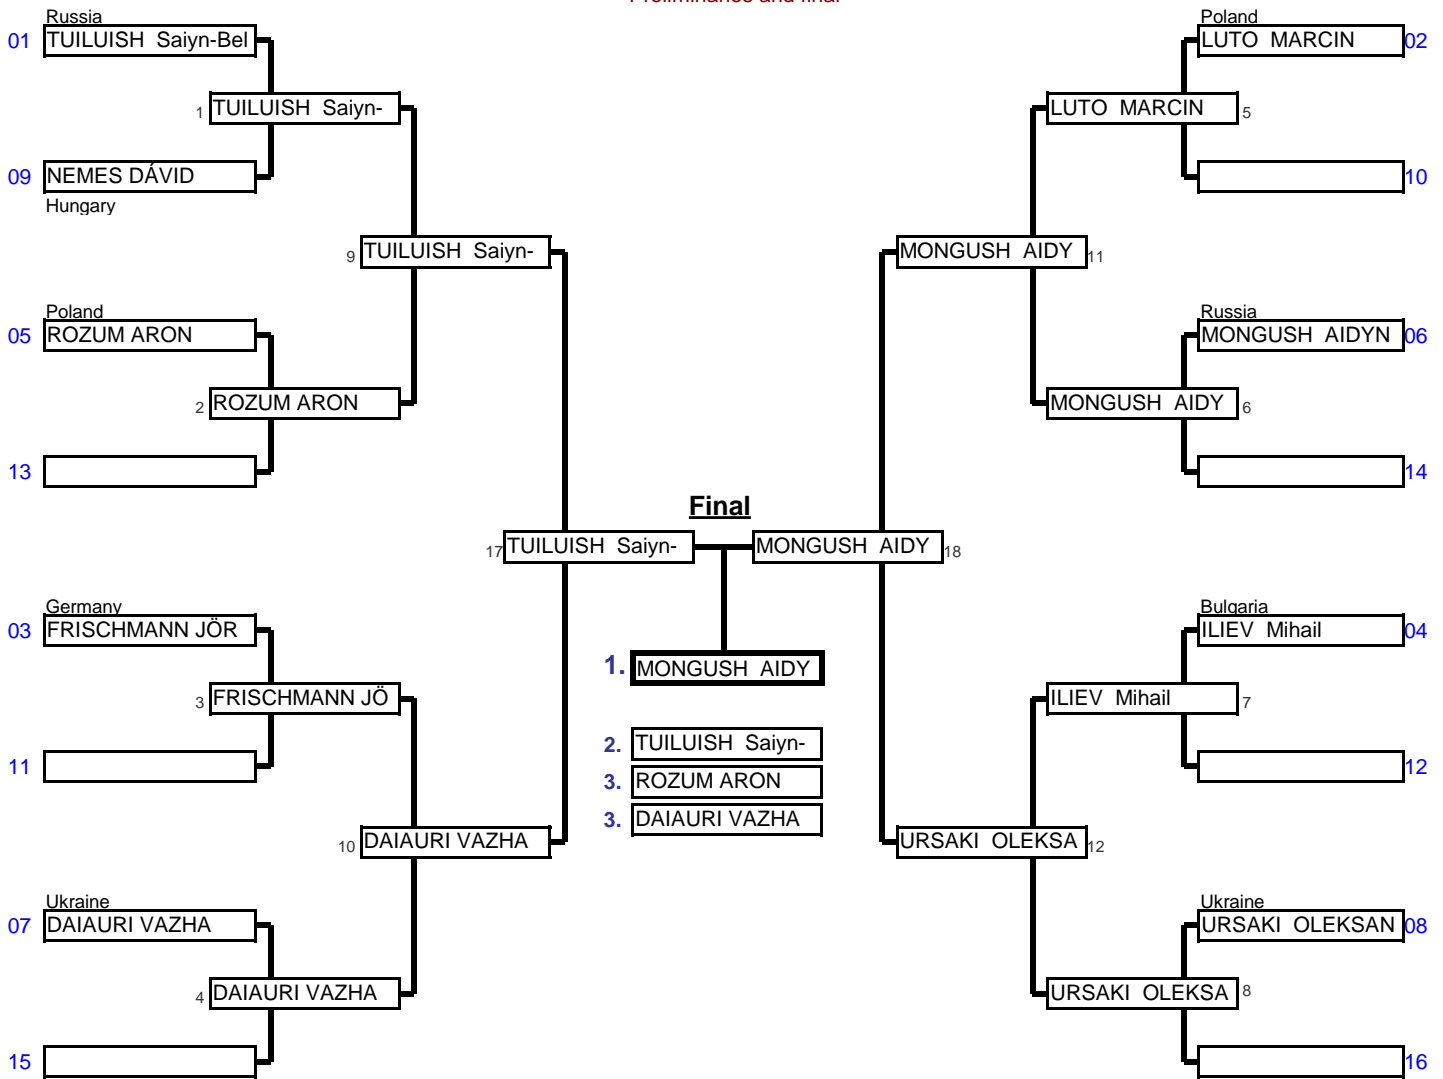 Preliminaries and final
Russia
01 TUILUISH Saiyn-Bel
1 TUILUISH Saiyn-
09 NEMES DÁVID
Hungary
9 TUILUISH Saiyn-
Poland
05 ROZUM ARON
2 ROZUM ARON
13
17 TUILUISH Saiyn-
Germany
03 FRISCHMANN JÖR
3 FRISCHMANN JÖ
11
10 DAIAURI VAZHA
Ukraine
07 DAIAURI VAZHA
4 DAIAURI VAZHA
15
Final
1. MONGUSH AIDY
2. TUILUISH Saiyn-
3. ROZUM ARON
3. DAIAURI VAZHA
Poland
LUTO MARCIN 02
LUTO MARCIN 5
10
MONGUSH AIDY 11
Russia
MONGUSH AIDYN 06
MONGUSH AIDY 6
14
MONGUSH AIDY 18
Bulgaria
ILIEV Mihail 04
ILIEV Mihail 7
12
URSAKI OLEKSA 12
Ukraine
URSAKI OLEKSAN 08
URSAKI OLEKSA 8
16